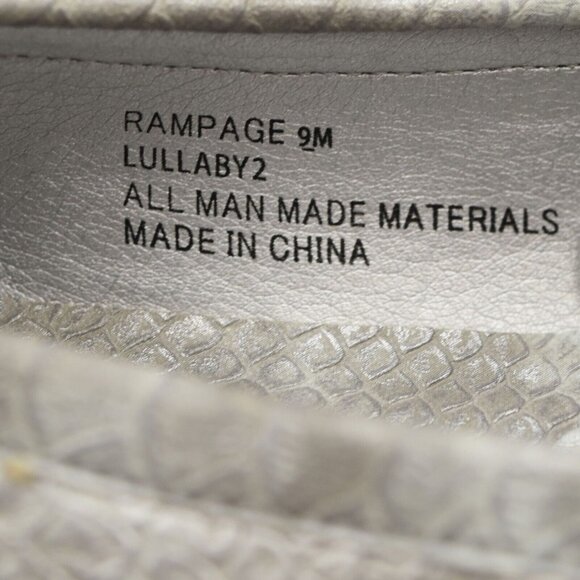 RAMPAGE 9M
LULLABY2
ALL MAN MADE MATERIALS
MADE IN CHINA